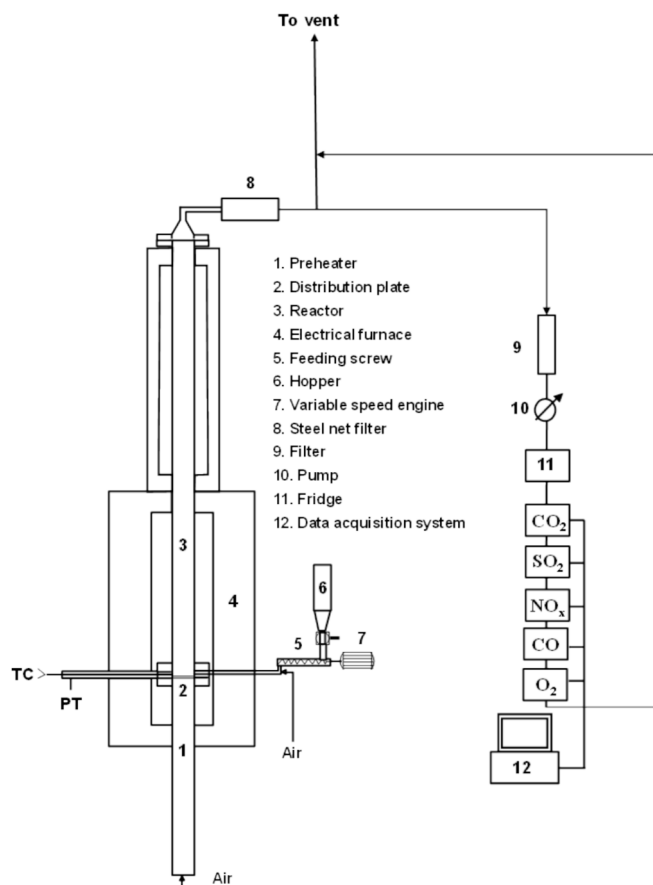 To vent
8
1. Preheater
2. Distribution plate
3. Reactor
4. Electrical furnace
5. Feeding screw
6. Hopper
7. Variable speed engine
8. Steel net filter
9. Filter
10. Pump
11. Fridge
12. Data acquisition system
9
10
11
CO₂
SO₂
NOₓ
CO
O₂
12
3
4
6
5
7
TC
PT
2
1
Air
Air